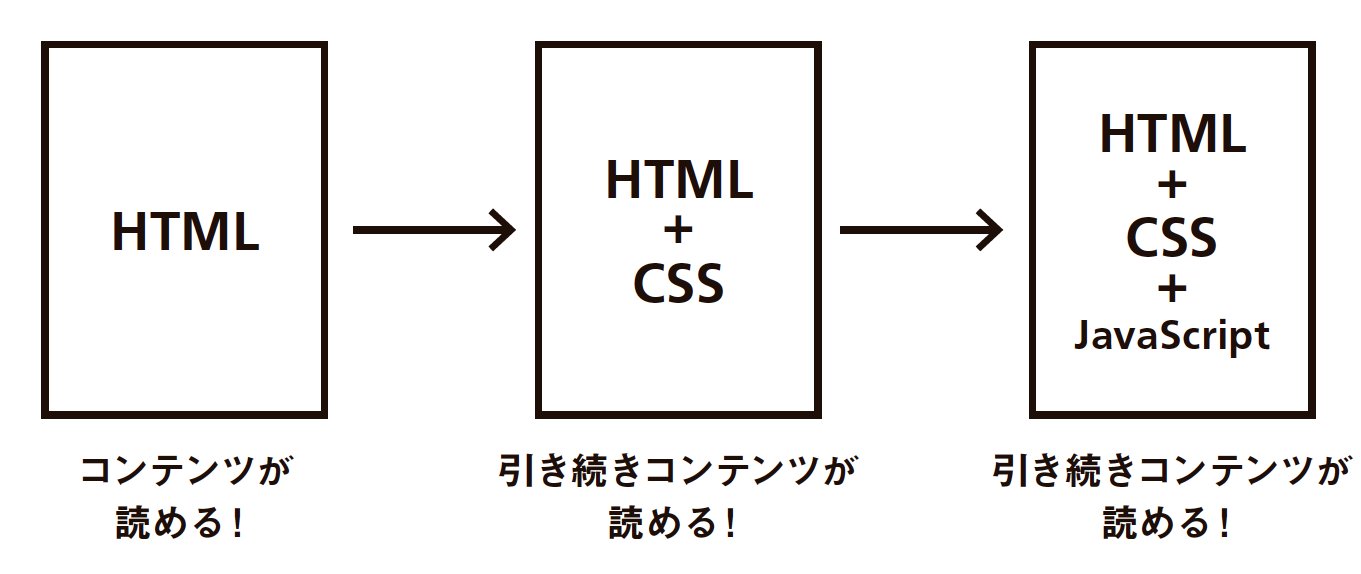 HTML
コンテンツが
読める！
HTML
+
CSS
引き続きコンテンツが
読める！
HTML
+
CSS
+
JavaScript
引き続きコンテンツが
読める！